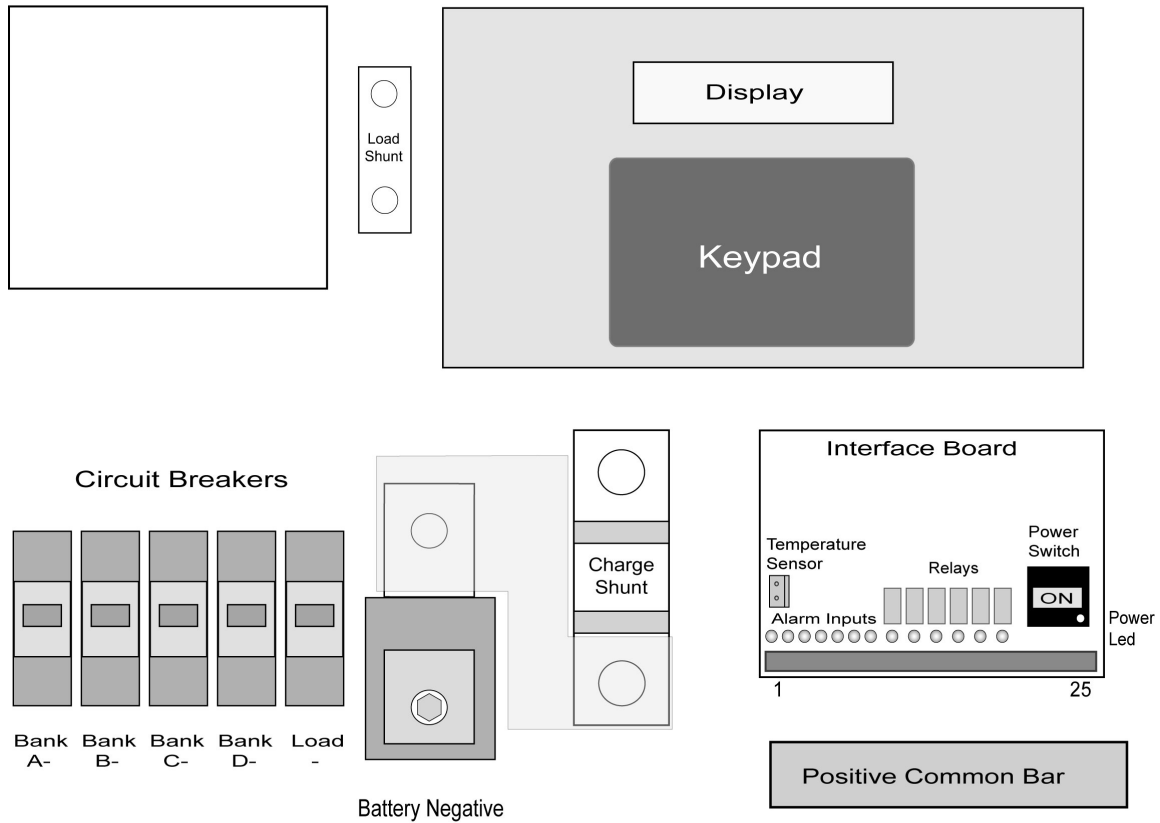 Display
Load
Shunt
Keypad
Circuit Breakers
Interface Board
Power
Switch
Temperature
Sensor
Charge
Shunt
Relays
ON
Alarm Inputs
Power
Led
1
25
Bank
A-
Bank
B-
Bank
C-
Bank
D-
Load
-
Positive Common Bar
Battery Negative